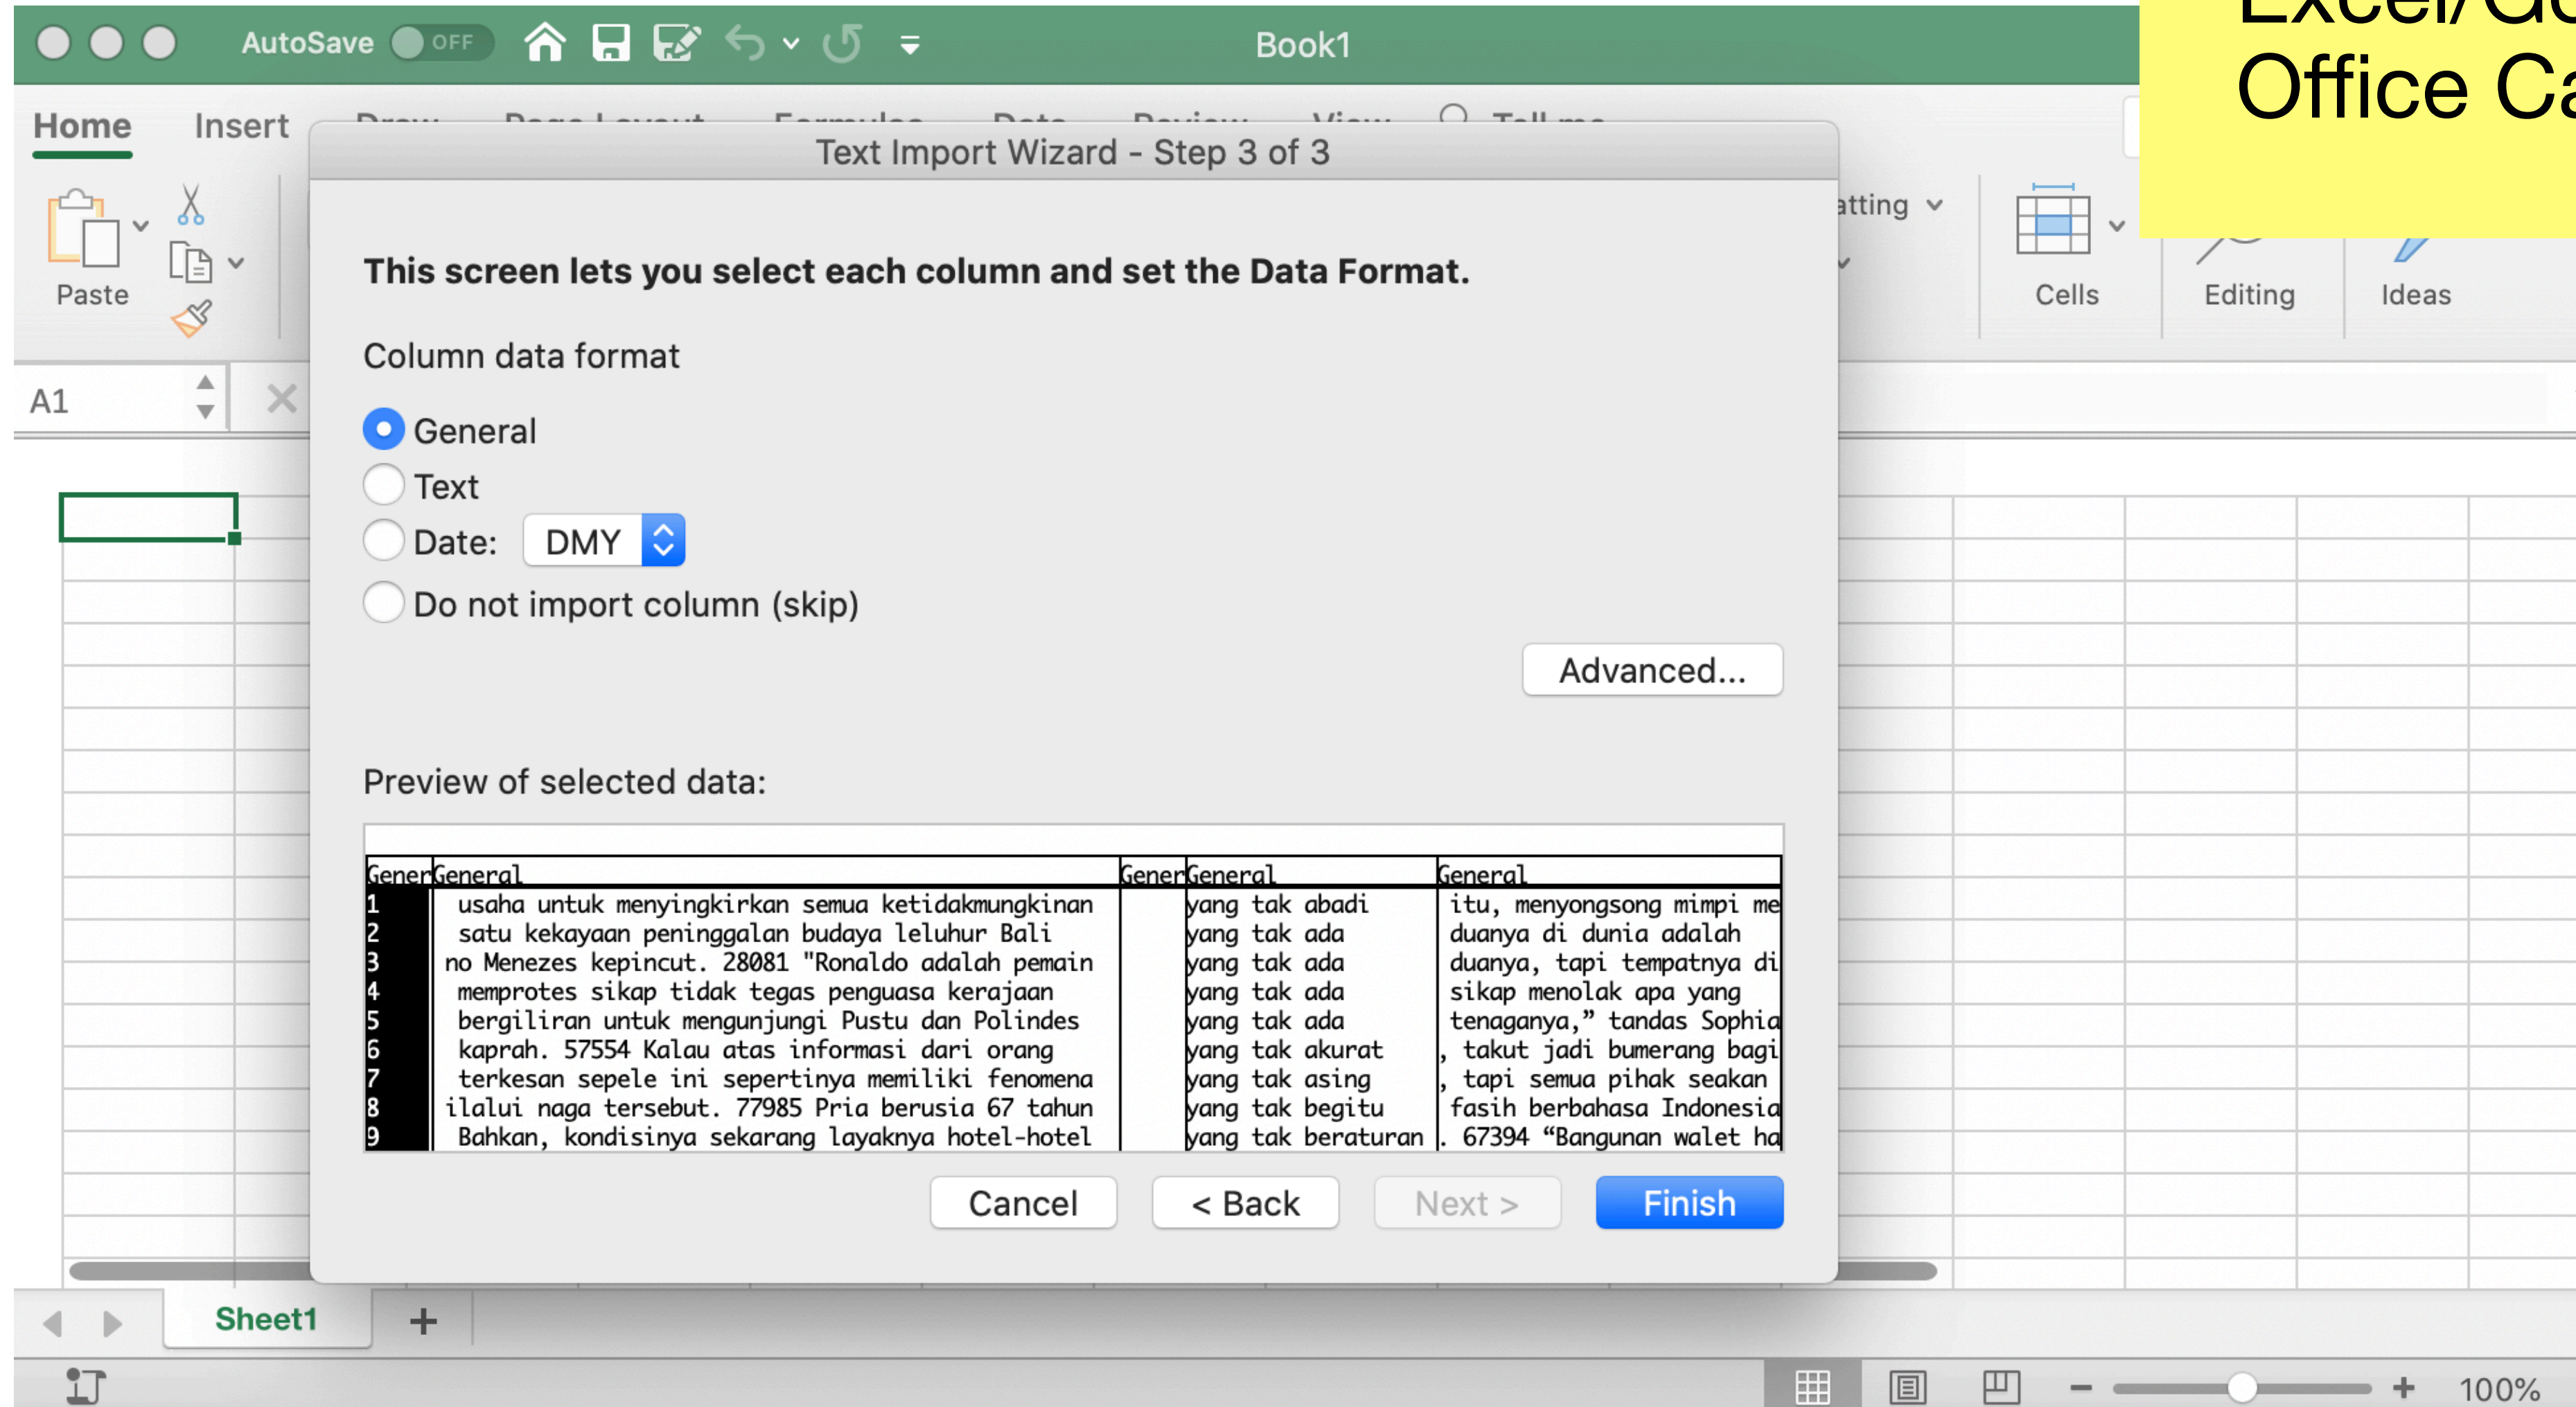 AutoSave OFF Book1
Office
Home Insert Draw Page Layout Formulas Data Review View Tell me
Text Import Wizard - Step 3 of 3
Paste
Cells Editing Ideas
A1
This screen lets you select each column and set the Data Format.
Column data format
General
Text
Date: DMY
Do not import column (skip)
Advanced...
Preview of selected data:
Gener General Gener General General
1 usaha untuk menyingkirkan semua ketidakmungkinan yang tak abadi itu, menyongsong mimpi me
2 satu kekayaan peninggalan budaya leluhur Bali yang tak ada duanya di dunia adalah
3 no Menezes kepincut. 28081 "Ronaldo adalah pemain yang tak ada duanya, tapi tempatnya di
4 memprotes sikap tidak tegas penguasa kerajaan yang tak ada sikap menolak apa yang
5 bergiliran untuk mengunjungi Pustu dan Polindes yang tak ada tenaganya,” tandas Sophia
6 kaprah. 57554 Kalau atas informasi dari orang yang tak akurat , takut jadi bumerang bagi
7 terkesan sepele ini sepertinya memiliki fenomena yang tak asing , tapi semua pihak seakan
8 ilalui naga tersebut. 77985 Pria berusia 67 tahun yang tak begitu fasih berbahasa Indonesia
9 Bahkan, kondisinya sekarang layaknya hotel-hotel yang tak beraturan . 67394 “Bangunan walet ha
Cancel < Back Next > Finish
Sheet1 +
100%